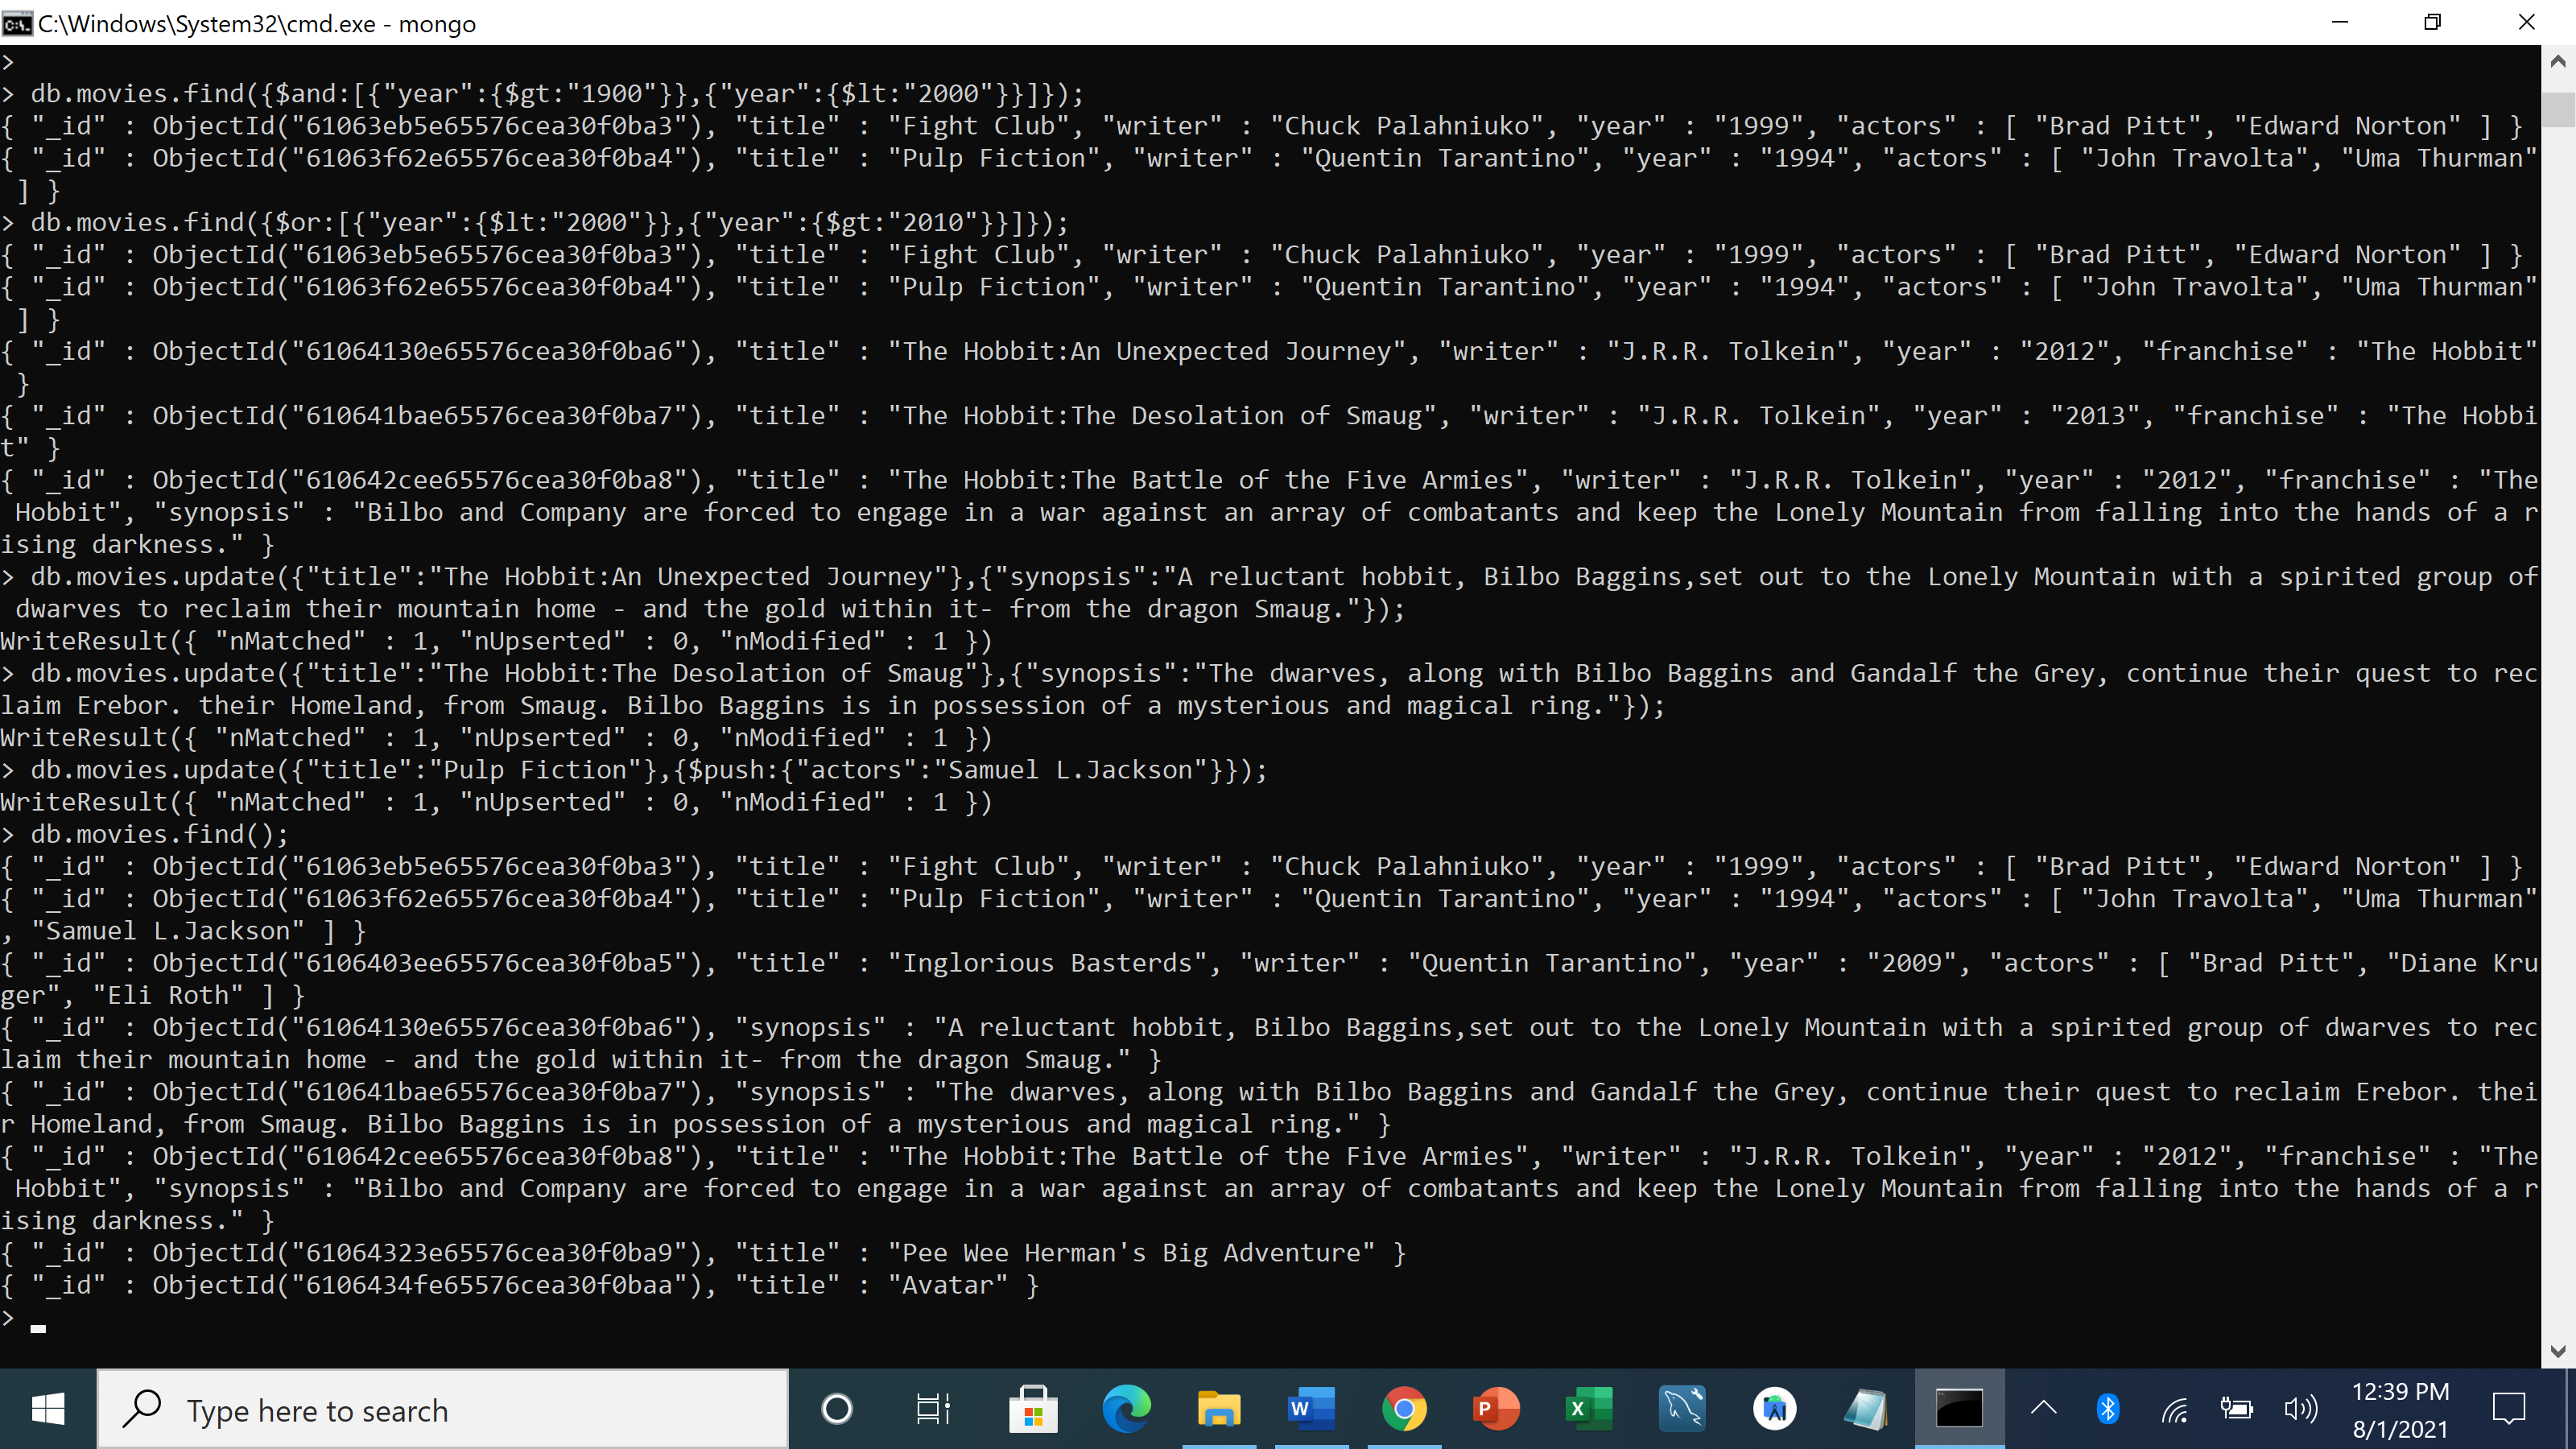 C:\Windows\System32\cmd.exe - mongo
>
> db.movies.find({$and:[{"year":{$gt:"1900"}},{"year":{$lt:"2000"}}]});
{ "_id" : ObjectId("61063eb5e65576cea30f0ba3"), "title" : "Fight Club", "writer" : "Chuck Palahniuko", "year" : "1999", "actors" : [ "Brad Pitt", "Edward Norton" ] }
{ "_id" : ObjectId("61063f62e65576cea30f0ba4"), "title" : "Pulp Fiction", "writer" : "Quentin Tarantino", "year" : "1994", "actors" : [ "John Travolta", "Uma Thurman"
 ] }
> db.movies.find({$or:[{"year":{$lt:"2000"}},{"year":{$gt:"2010"}}]});
{ "_id" : ObjectId("61063eb5e65576cea30f0ba3"), "title" : "Fight Club", "writer" : "Chuck Palahniuko", "year" : "1999", "actors" : [ "Brad Pitt", "Edward Norton" ] }
{ "_id" : ObjectId("61063f62e65576cea30f0ba4"), "title" : "Pulp Fiction", "writer" : "Quentin Tarantino", "year" : "1994", "actors" : [ "John Travolta", "Uma Thurman"
 ] }
{ "_id" : ObjectId("61064130e65576cea30f0ba6"), "title" : "The Hobbit:An Unexpected Journey", "writer" : "J.R.R. Tolkein", "year" : "2012", "franchise" : "The Hobbit"
 }
{ "_id" : ObjectId("610641bae65576cea30f0ba7"), "title" : "The Hobbit:The Desolation of Smaug", "writer" : "J.R.R. Tolkein", "year" : "2013", "franchise" : "The Hobbi
t" }
{ "_id" : ObjectId("610642cee65576cea30f0ba8"), "title" : "The Hobbit:The Battle of the Five Armies", "writer" : "J.R.R. Tolkein", "year" : "2012", "franchise" : "The
 Hobbit", "synopsis" : "Bilbo and Company are forced to engage in a war against an array of combatants and keep the Lonely Mountain from falling into the hands of a r
ising darkness." }
> db.movies.update({"title":"The Hobbit:An Unexpected Journey"},{"synopsis":"A reluctant hobbit, Bilbo Baggins,set out to the Lonely Mountain with a spirited group of
 dwarves to reclaim their mountain home - and the gold within it- from the dragon Smaug."});
WriteResult({ "nMatched" : 1, "nUpserted" : 0, "nModified" : 1 })
> db.movies.update({"title":"The Hobbit:The Desolation of Smaug"},{"synopsis":"The dwarves, along with Bilbo Baggins and Gandalf the Grey, continue their quest to rec
laim Erebor. their Homeland, from Smaug. Bilbo Baggins is in possession of a mysterious and magical ring."});
WriteResult({ "nMatched" : 1, "nUpserted" : 0, "nModified" : 1 })
> db.movies.update({"title":"Pulp Fiction"},{$push:{"actors":"Samuel L.Jackson"}});
WriteResult({ "nMatched" : 1, "nUpserted" : 0, "nModified" : 1 })
> db.movies.find();
{ "_id" : ObjectId("61063eb5e65576cea30f0ba3"), "title" : "Fight Club", "writer" : "Chuck Palahniuko", "year" : "1999", "actors" : [ "Brad Pitt", "Edward Norton" ] }
{ "_id" : ObjectId("61063f62e65576cea30f0ba4"), "title" : "Pulp Fiction", "writer" : "Quentin Tarantino", "year" : "1994", "actors" : [ "John Travolta", "Uma Thurman"
, "Samuel L.Jackson" ] }
{ "_id" : ObjectId("6106403ee65576cea30f0ba5"), "title" : "Inglorious Basterds", "writer" : "Quentin Tarantino", "year" : "2009", "actors" : [ "Brad Pitt", "Diane Kru
ger", "Eli Roth" ] }
{ "_id" : ObjectId("61064130e65576cea30f0ba6"), "synopsis" : "A reluctant hobbit, Bilbo Baggins,set out to the Lonely Mountain with a spirited group of dwarves to rec
laim their mountain home - and the gold within it- from the dragon Smaug." }
{ "_id" : ObjectId("610641bae65576cea30f0ba7"), "synopsis" : "The dwarves, along with Bilbo Baggins and Gandalf the Grey, continue their quest to reclaim Erebor. thei
r Homeland, from Smaug. Bilbo Baggins is in possession of a mysterious and magical ring." }
{ "_id" : ObjectId("610642cee65576cea30f0ba8"), "title" : "The Hobbit:The Battle of the Five Armies", "writer" : "J.R.R. Tolkein", "year" : "2012", "franchise" : "The
 Hobbit", "synopsis" : "Bilbo and Company are forced to engage in a war against an array of combatants and keep the Lonely Mountain from falling into the hands of a r
ising darkness." }
{ "_id" : ObjectId("61064323e65576cea30f0ba9"), "title" : "Pee Wee Herman's Big Adventure" }
{ "_id" : ObjectId("6106434fe65576cea30f0baa"), "title" : "Avatar" }
>
Type here to search
12:39 PM
8/1/2021